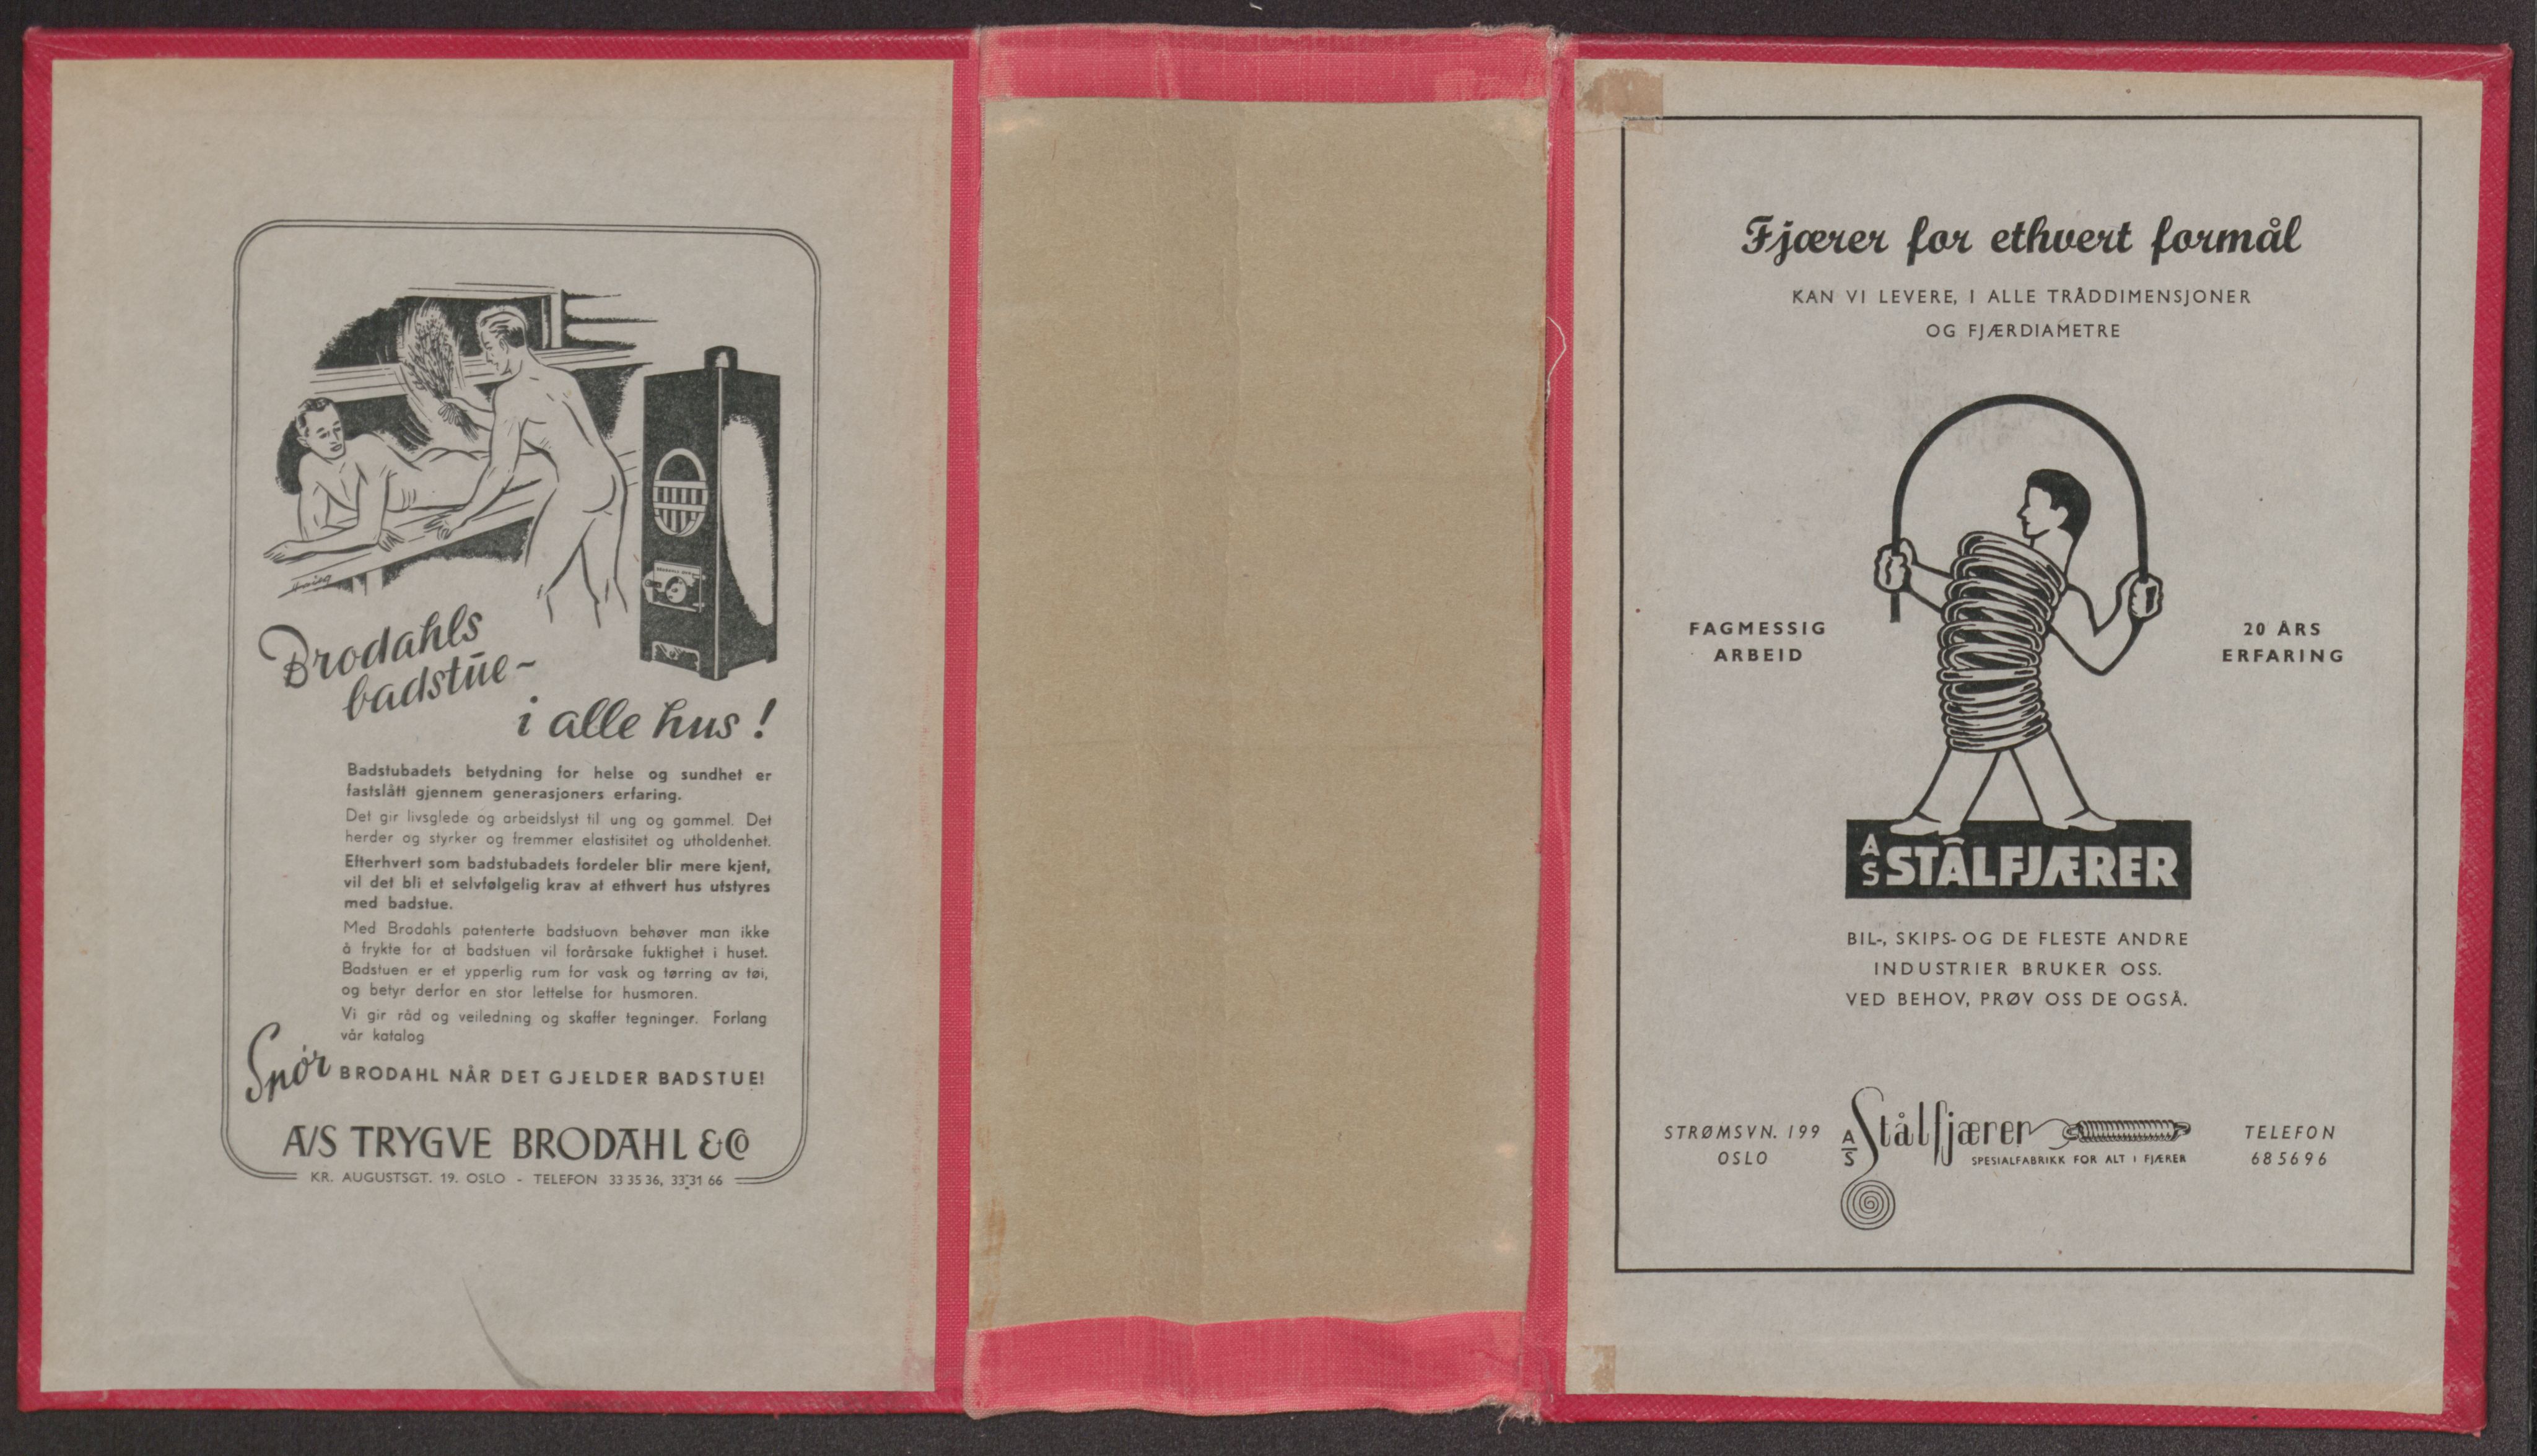 Brodahls
badstue~
i alle hus!
Badstubadets betydning for helse og sundhet er
fastslått gjennem generasjoners erfaring.
Det gir livsglede og arbeidslyst til ung og gammel. Det
herder og styrker og fremmer elastisitet og utholdenhet.
Efterhvert som badstubadets fordeler blir mere kjent,
vil det bli et selvfølgelig krav at ethvert hus utstyres
med badstue.
Med Brodahls patenterte badstuovn behøver man ikke
å frykte for at badstuen vil forårsake fuktighet i huset.
Badstuen er et ypperlig rum for vask og tørring av tøi,
og betyr derfor en stor lettelse for husmoren.
Vi gir råd og veiledning og skaffer tegninger. Forlang
vår katalog
Spör BRODAHL NÅR DET GJELDER BADSTUE!
A/S TRYGVE BRODAHL & CO
KR. AUGUSTSGT. 19. OSLO - TELEFON 33 35 36, 33 31 66
Fjærer for ethvert formål
KAN VI LEVERE, I ALLE TRÅDDIMENSJONER
OG FJÆRDIAMETRE
FAGMESSIG
ARBEID
20 ÅRS
ERFARING
A/S STÅLFJÆRER
BIL-, SKIPS- OG DE FLESTE ANDRE
INDUSTRIER BRUKER OSS.
VED BEHOV, PRØV OSS DE OGSÅ.
STRØMSVN. 199
OSLO
A/S Stålfjærer
SPESIALFABRIKK FOR ALT I FJÆRER
TELEFON
685696